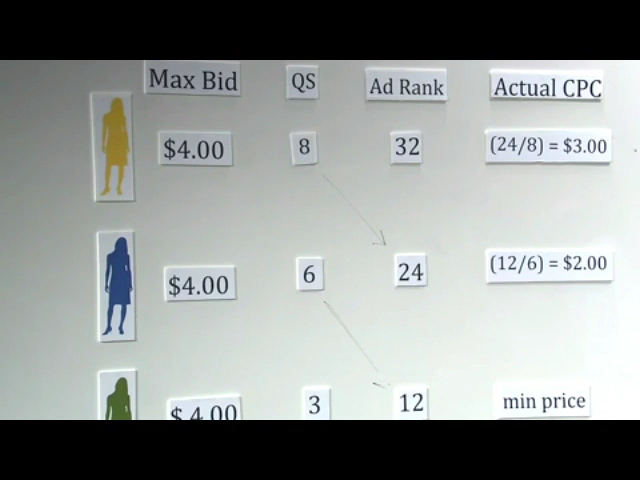 Max Bid QS Ad Rank Actual CPC
$4.00 8 32 (24/8) = $3.00
$4.00 6 24 (12/6) = $2.00
$4.00 3 12 min price